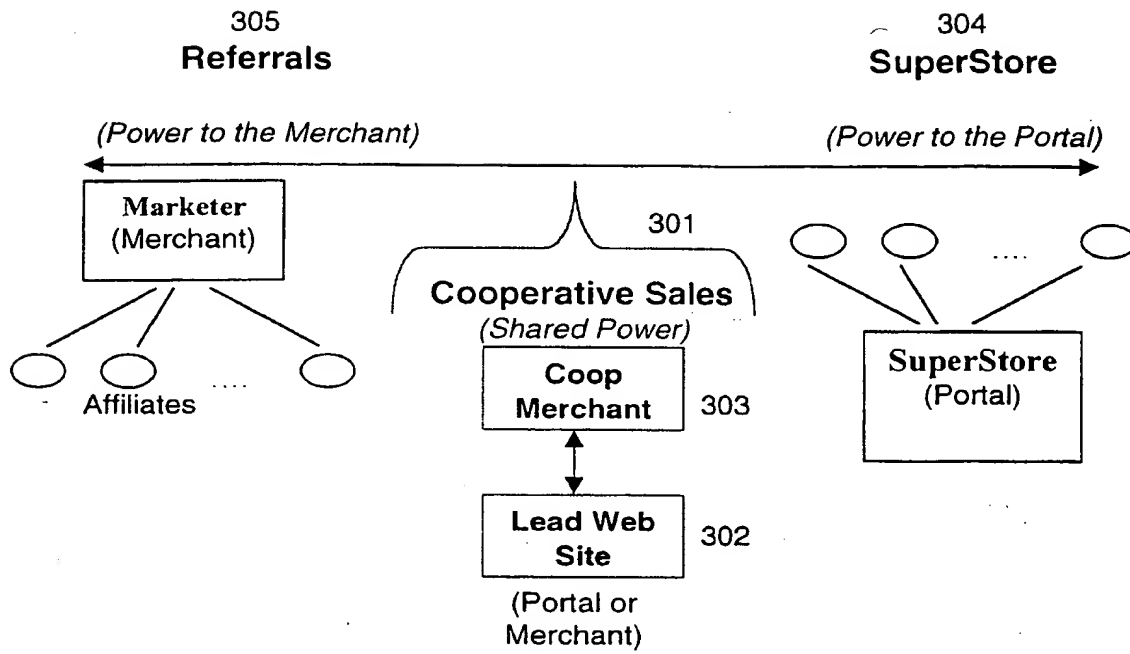 305
Referrals
304
SuperStore
(Power to the Merchant)
(Power to the Portal)
Marketer
(Merchant)
....
Affiliates
301
Cooperative Sales
(Shared Power)
Coop
Merchant
303
Lead Web
Site
302
(Portal or
Merchant)
....
SuperStore
(Portal)